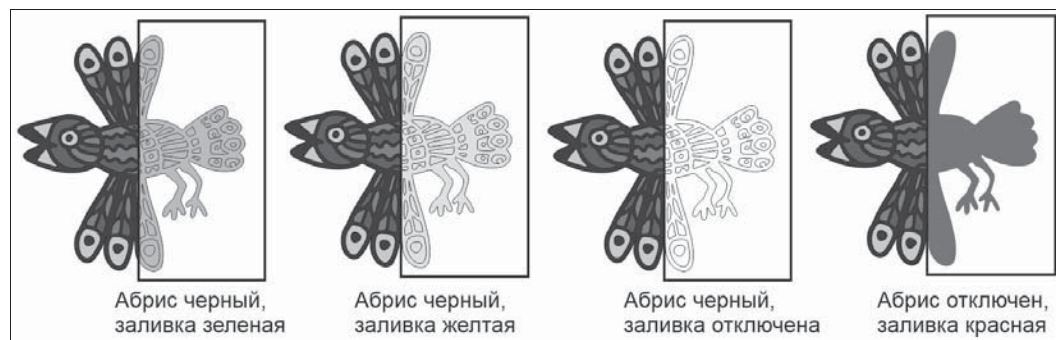 Абрис черный,
заливка зеленая
Абрис черный,
заливка желтая
Абрис черный,
заливка отключена
Абрис отключен,
заливка красная